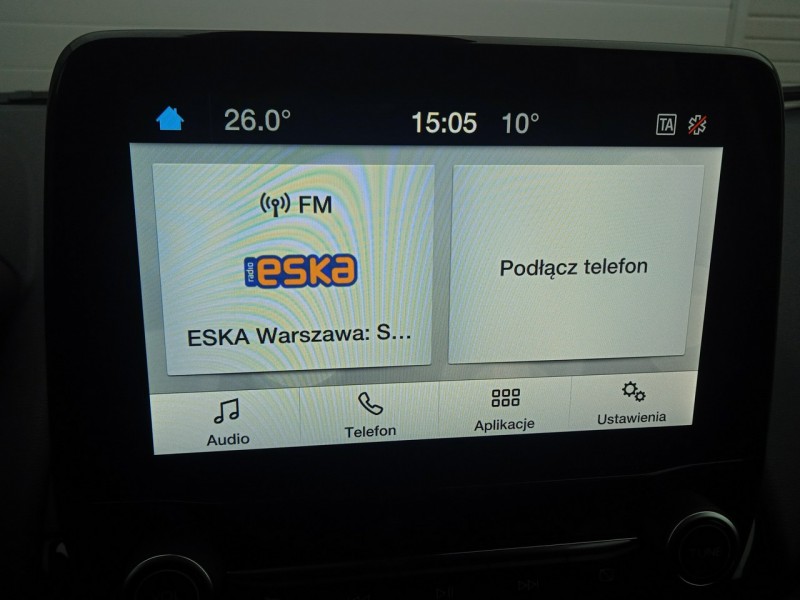 26.0° 15:05 10° TA
FM
radio eska
ESKA Warszawa: S...
Podłącz telefon
Audio Telefon Aplikacje Ustawienia